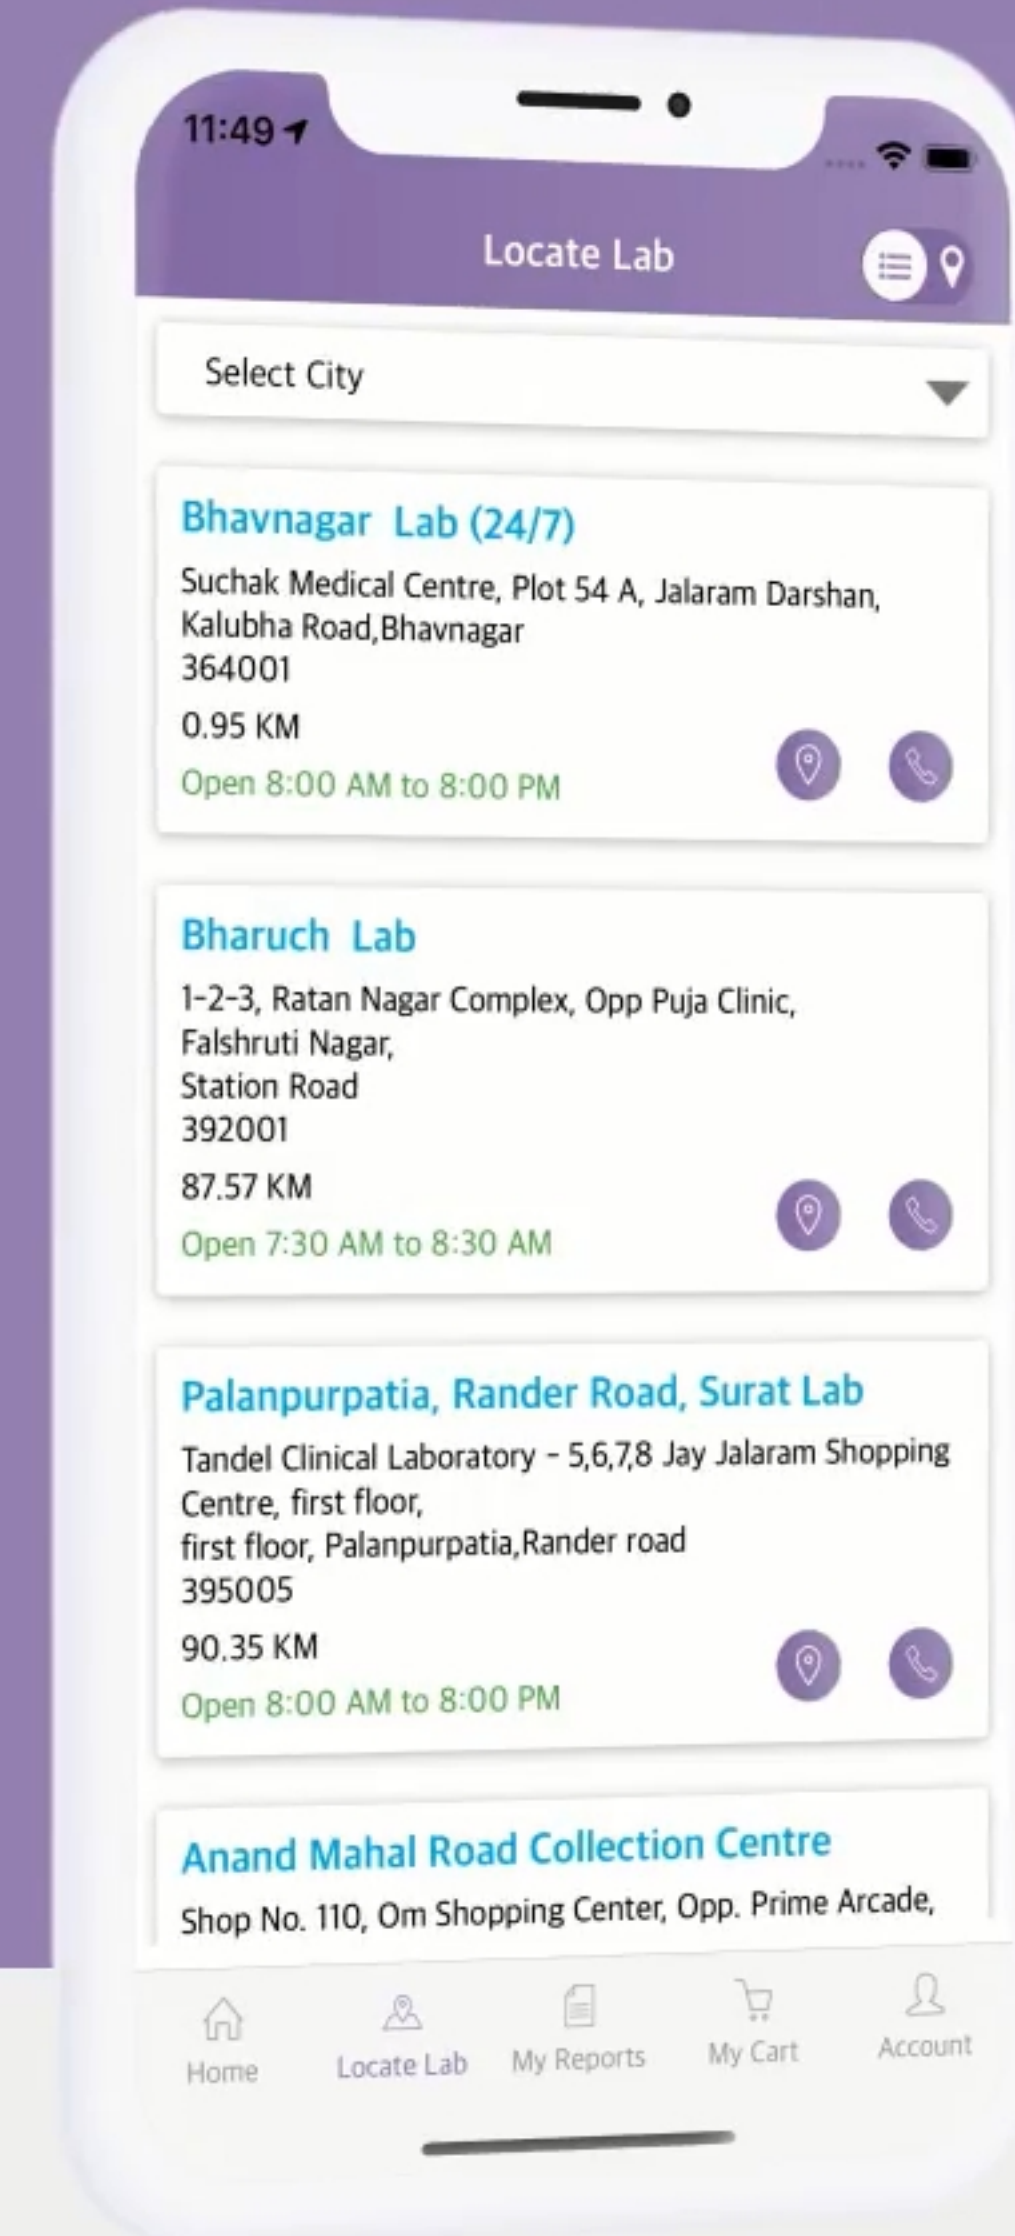 11:49
Locate Lab
Select City
Bhavnagar Lab (24/7)
Suchak Medical Centre, Plot 54 A, Jalaram Darshan,
Kalubha Road,Bhavnagar
364001
0.95 KM
Open 8:00 AM to 8:00 PM
Bharuch Lab
1-2-3, Ratan Nagar Complex, Opp Puja Clinic,
Falshruti Nagar,
Station Road
392001
87.57 KM
Open 7:30 AM to 8:30 AM
Palanpurpatia, Rander Road, Surat Lab
Tandel Clinical Laboratory - 5,6,7,8 Jay Jalaram Shopping
Centre, first floor,
first floor, Palanpurpatia,Rander road
395005
90.35 KM
Open 8:00 AM to 8:00 PM
Anand Mahal Road Collection Centre
Shop No. 110, Om Shopping Center, Opp. Prime Arcade,
Home Locate Lab My Reports My Cart Account